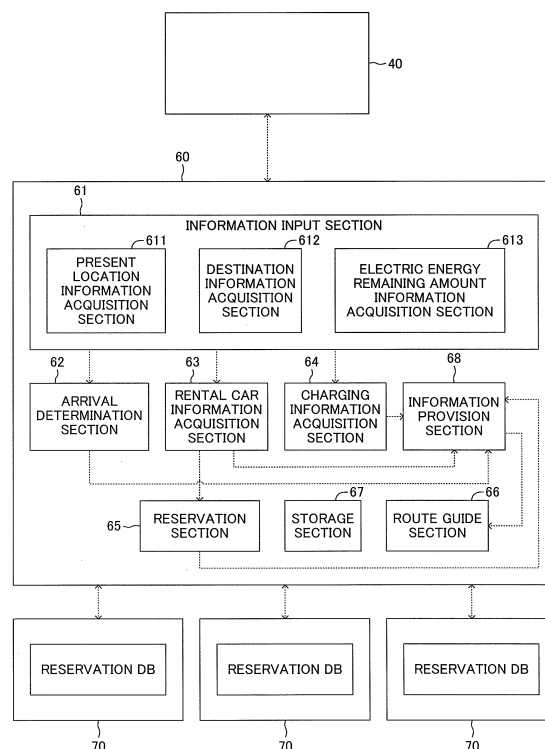 40
60
61
INFORMATION INPUT SECTION
611
612
613
PRESENT
LOCATION
INFORMATION
ACQUISITION
SECTION
DESTINATION
INFORMATION
ACQUISITION
SECTION
ELECTRIC ENERGY
REMAINING AMOUNT
INFORMATION
ACQUISITION SECTION
62
63
64
68
ARRIVAL
DETERMINATION
SECTION
RENTAL CAR
INFORMATION
ACQUISITION
SECTION
CHARGING
INFORMATION
ACQUISITION
SECTION
INFORMATION
PROVISION
SECTION
65
RESERVATION
SECTION
67
STORAGE
SECTION
66
ROUTE GUIDE
SECTION
RESERVATION DB
RESERVATION DB
RESERVATION DB
70
70
70